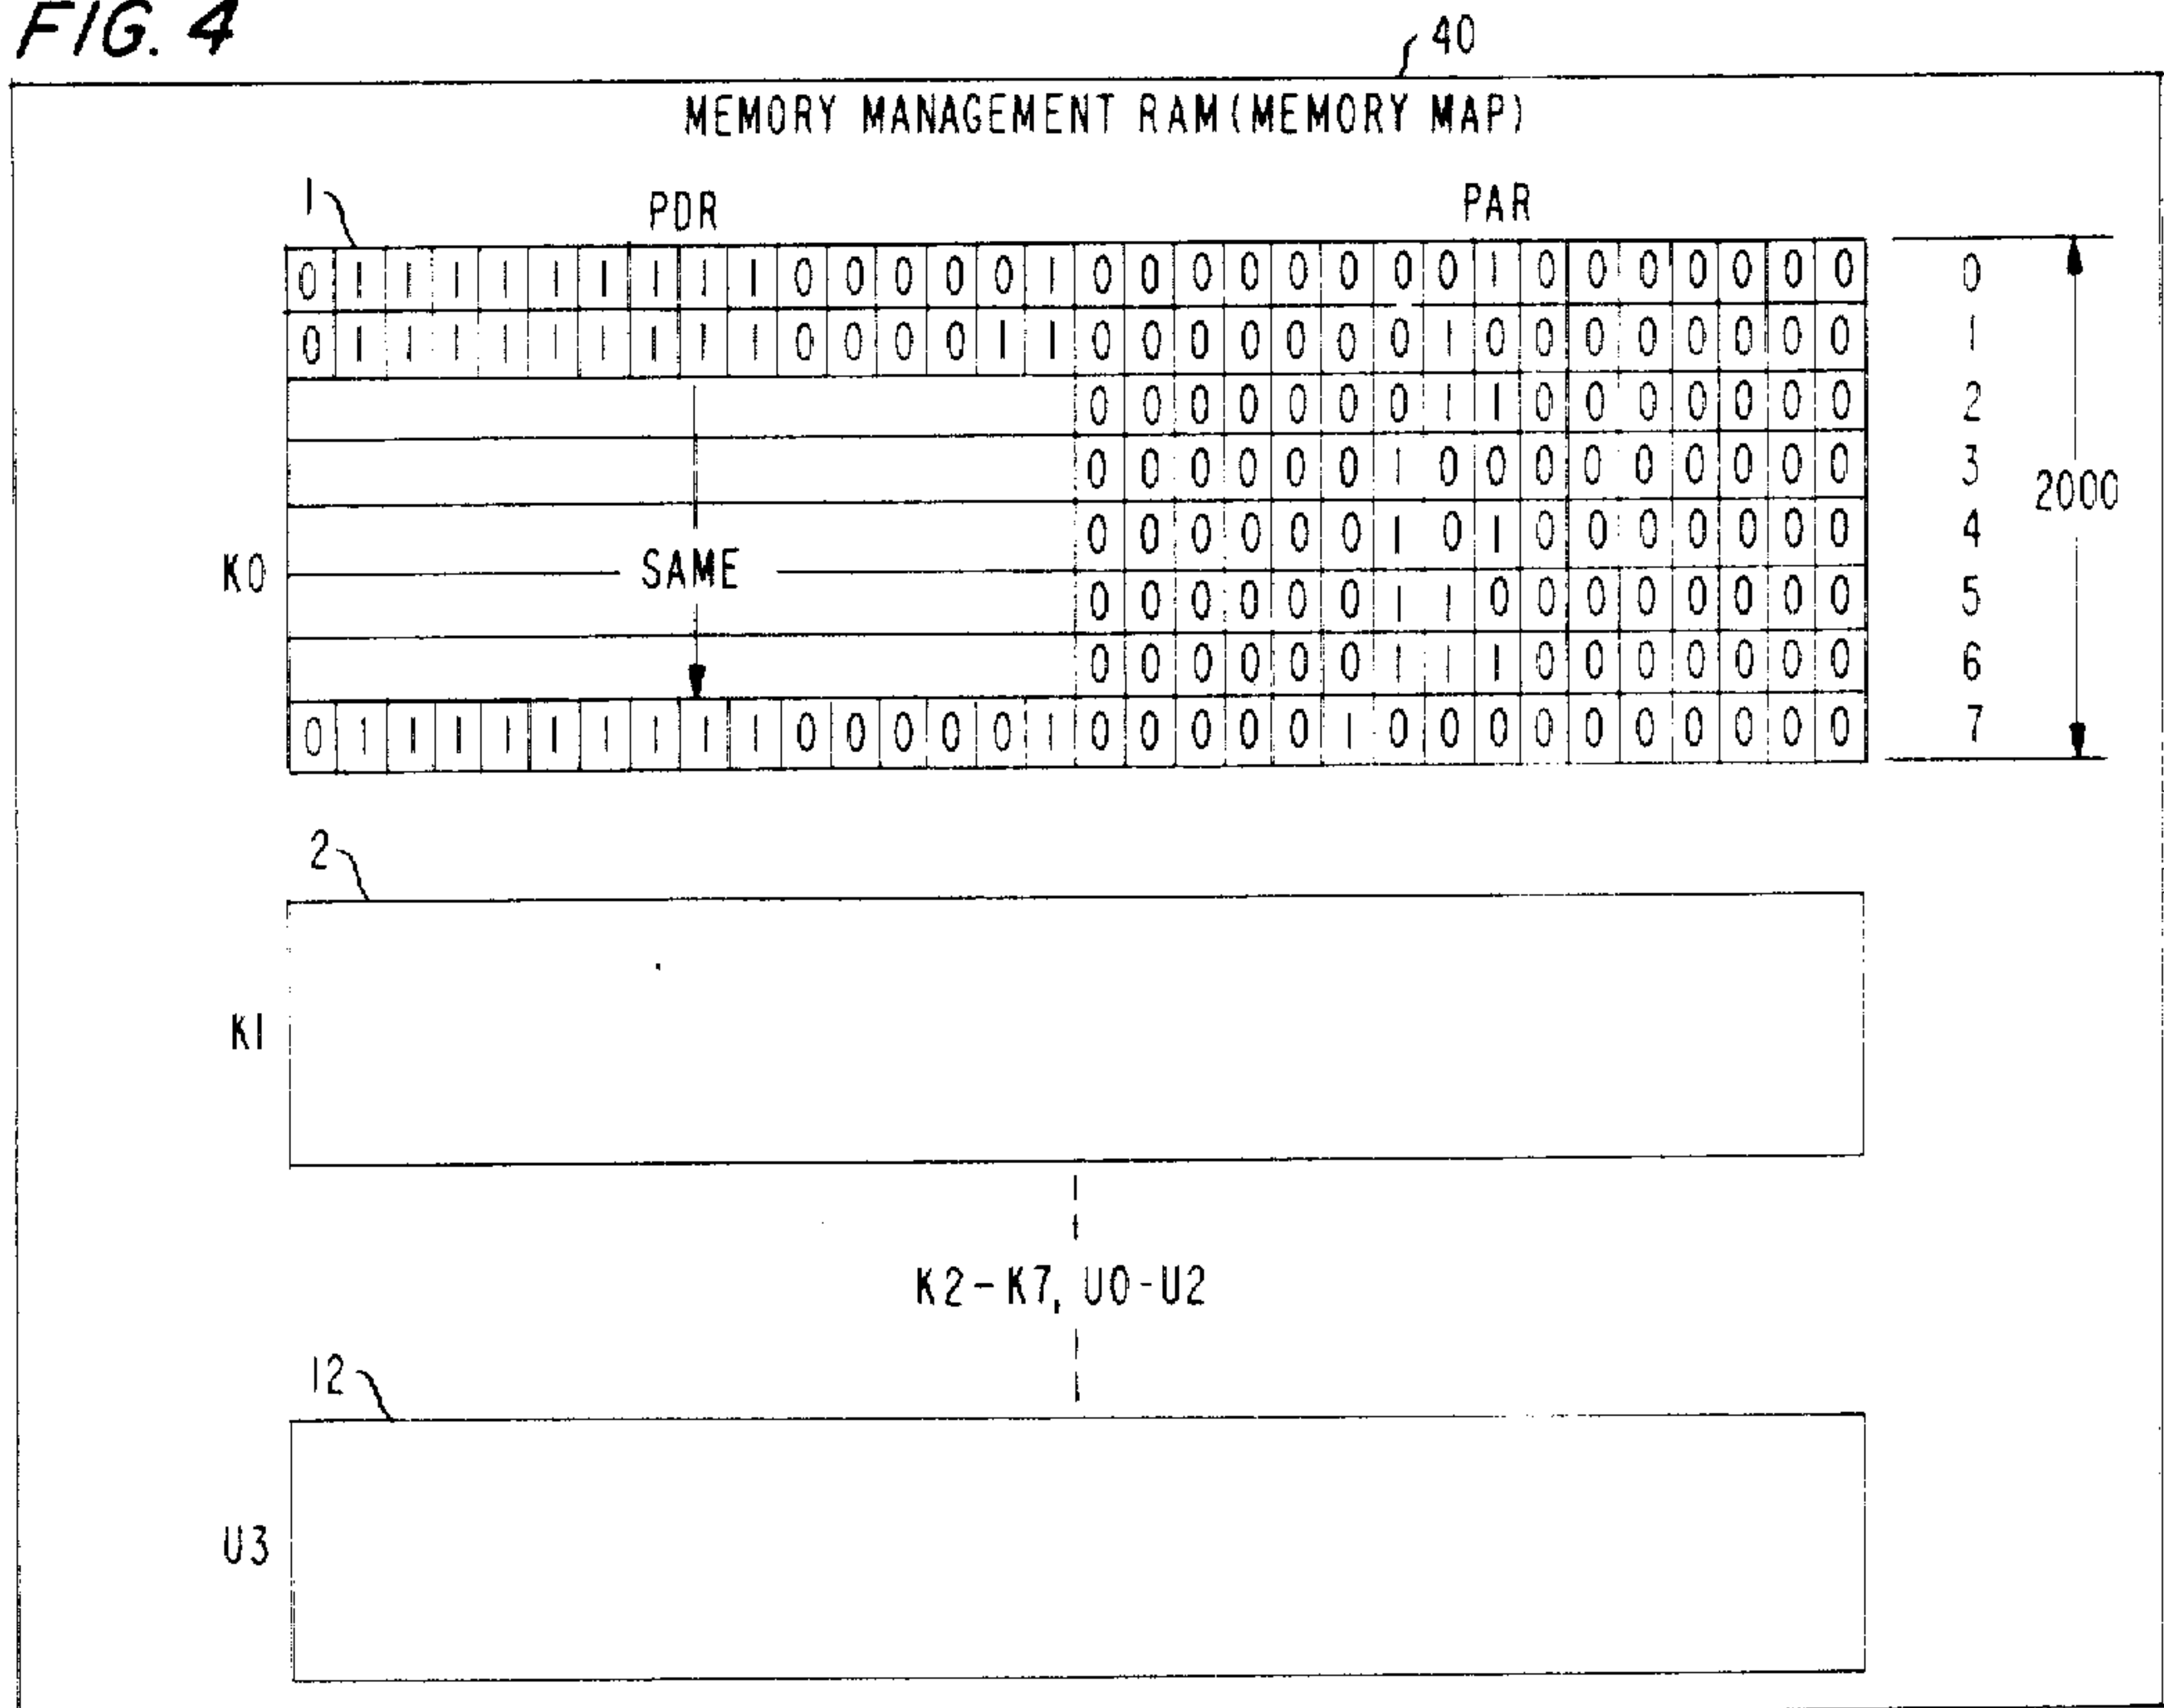 FIG. 4
40
MEMORY MANAGEMENT RAM (MEMORY MAP)
1 PDR PAR
0 1 1 1 1 1 1 1 1 1 0 0 0 0 0 1 0 0 0 0 0 0 0 0 1 0 0 0 0 0 0 0 0
0 1 1 1 1 1 1 1 1 1 0 0 0 0 1 1 0 0 0 0 0 0 0 1 0 0 0 0 0 0 0 0 1
0 0 0 0 0 0 0 1 1 0 0 0 0 0 0 0 2
0 0 0 0 0 0 1 0 0 0 0 0 0 0 0 0 3
2000
0 0 0 0 0 0 1 0 1 0 0 0 0 0 0 0 4
K0 SAME
0 0 0 0 0 0 1 1 0 0 0 0 0 0 0 0 5
0 0 0 0 0 0 1 1 1 0 0 0 0 0 0 0 6
0 1 1 1 1 1 1 1 1 1 0 0 0 0 0 1 0 0 0 0 0 1 0 0 0 0 0 0 0 0 0 0 7
2
K1
K2-K7, U0-U2
12
U3